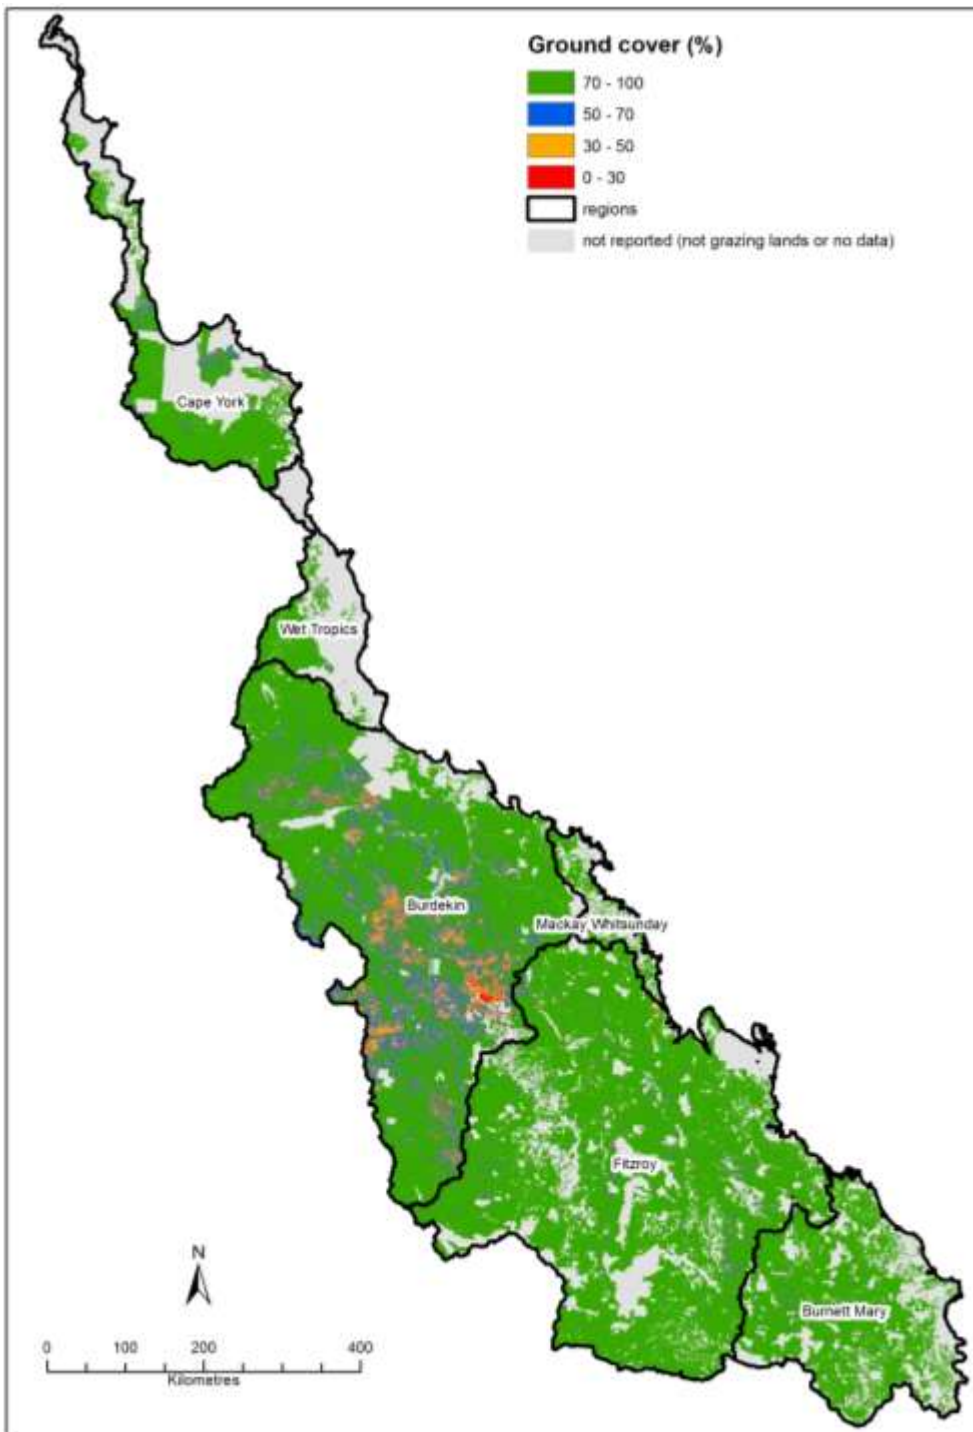 Ground cover (%)
70 - 100
50 - 70
30 - 50
0 - 30
regions
not reported (not grazing lands or no data)
Cape York
Wet Tropics
Burdekin
Mackay Whitsunday
Fitzroy
Burnett Mary
N
0 100 200 400
Kilometres